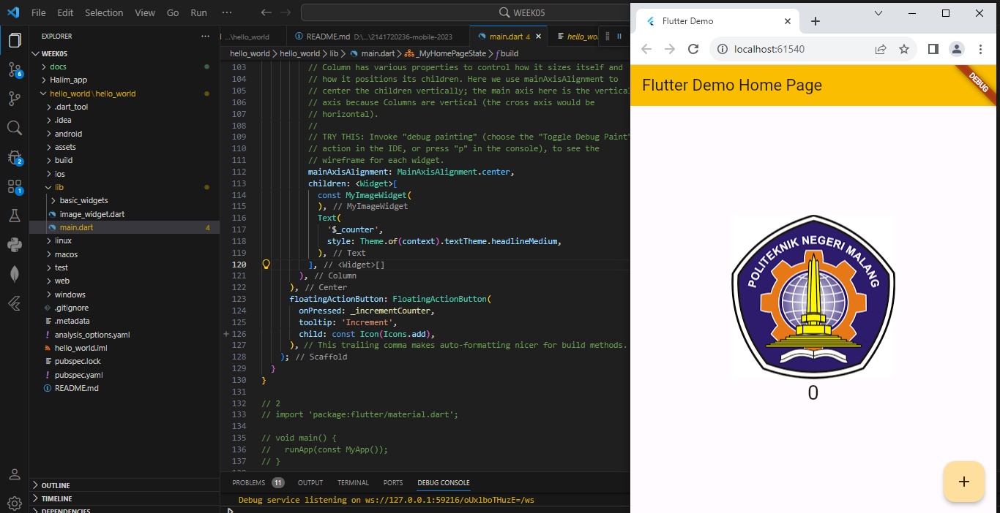 File Edit Selection View Go Run ··· WEEK05
EXPLORER ···
WEEK05
docs
Halim_app
hello_world \ hello_world
.dart_tool
.idea
android
assets
build
ios
lib
basic_widgets
image_widget.dart
main.dart 4
linux
macos
test
web
windows
.gitignore
.metadata
analysis_options.yaml
hello_world.iml
pubspec.lock
pubspec.yaml
README.md
OUTLINE
TIMELINE
DEPENDENCIES
6
2
1
...\hello_world README.md D:\...\2141720236-mobile-2023 main.dart 4 hello_wo
hello_world > hello_world > lib > main.dart > _MyHomePageState > build
103 // Column has various properties to control how it sizes itself and
104 // how it positions its children. Here we use mainAxisAlignment to
105 // center the children vertically; the main axis here is the vertical
106 // axis because Columns are vertical (the cross axis would be
107 // horizontal).
108 //
109 // TRY THIS: Invoke "debug painting" (choose the "Toggle Debug Paint"
110 // action in the IDE, or press "p" in the console), to see the
111 // wireframe for each widget.
112 mainAxisAlignment: MainAxisAlignment.center,
113 children: <Widget>[
114 const MyImageWidget(
115 ), // MyImageWidget
116 Text(
117 '$_counter',
118 style: Theme.of(context).textTheme.headlineMedium,
119 ), // Text
120 ], // <Widget>[]
121 ), // Column
122 ), // Center
123 floatingActionButton: FloatingActionButton(
124 onPressed: _incrementCounter,
125 tooltip: 'Increment',
126 child: const Icon(Icons.add),
127 ), // This trailing comma makes auto-formatting nicer for build methods.
128 ); // Scaffold
129 }
130 }
131
132 // 2
133 // import 'package:flutter/material.dart';
134
135 // void main() {
136 // runApp(const MyApp());
137 // }
PROBLEMS 11 OUTPUT TERMINAL PORTS DEBUG CONSOLE
Debug service listening on ws://127.0.0.1:59216/oUxlboTHuzE=/ws
Flutter Demo
localhost:61540
Flutter Demo Home Page
DEBUG
POLITEKNIK NEGERI MALANG
0